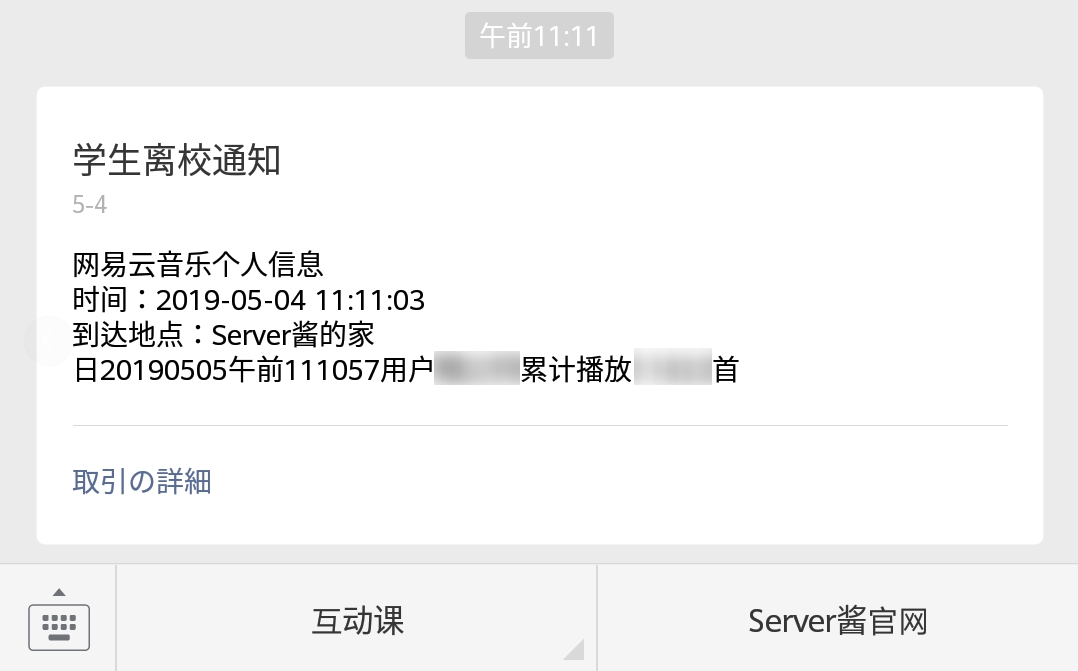 午前11:11
学生离校通知
5-4
网易云音乐个人信息
时间：2019-05-04 11:11:03
到达地点：Server酱的家
日20190505午前111057用户累计播放首
取引の詳細
互动课
Server酱官网